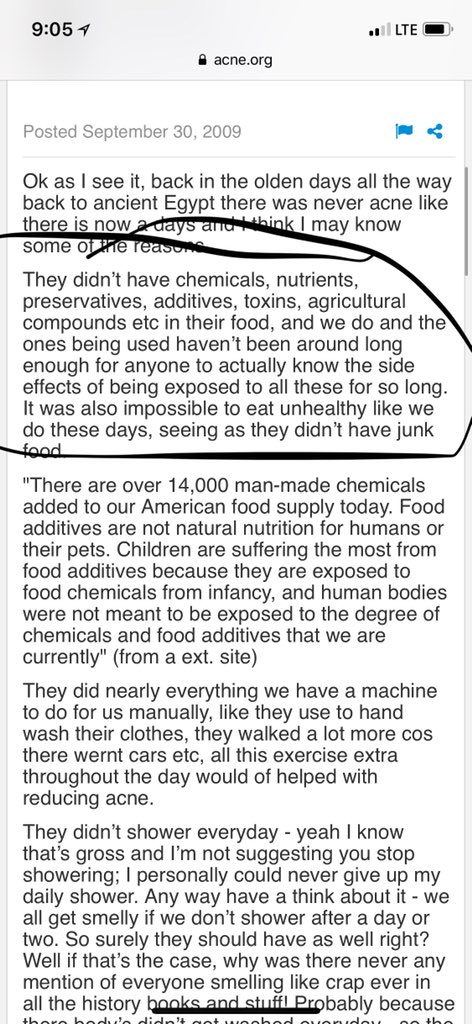 9:05
LTE
acne.org
Posted September 30, 2009
Ok as I see it, back in the olden days all the way
back to ancient Egypt there was never acne like
there is now a days and I think I may know
some of the reasons.
They didn't have chemicals, nutrients,
preservatives, additives, toxins, agricultural
compounds etc in their food, and we do and the
ones being used haven't been around long
enough for anyone to actually know the side
effects of being exposed to all these for so long.
It was also impossible to eat unhealthy like we
do these days, seeing as they didn't have junk
food.
"There are over 14,000 man-made chemicals
added to our American food supply today. Food
additives are not natural nutrition for humans or
their pets. Children are suffering the most from
food additives because they are exposed to
food chemicals from infancy, and human bodies
were not meant to be exposed to the degree of
chemicals and food additives that we are
currently" (from a ext. site)
They did nearly everything we have a machine
to do for us manually, like they use to hand
wash their clothes, they walked a lot more cos
there wernt cars etc, all this exercise extra
throughout the day would of helped with
reducing acne.
They didn't shower everyday - yeah I know
that's gross and I'm not suggesting you stop
showering; I personally could never give up my
daily shower. Any way have a think about it - we
all get smelly if we don't shower after a day or
two. So surely they should have as well right?
Well if that's the case, why was there never any
mention of everyone smelling like crap ever in
all the history books and stuff! Probably because
there body's didn't get washed everyday - so the